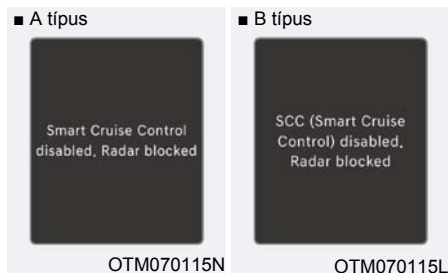 ■ A típus
Smart Cruise Control
disabled, Radar blocked
OTM070115N
■ B típus
SCC (Smart Cruise
Control) disabled,
Radar blocked
OTM070115L